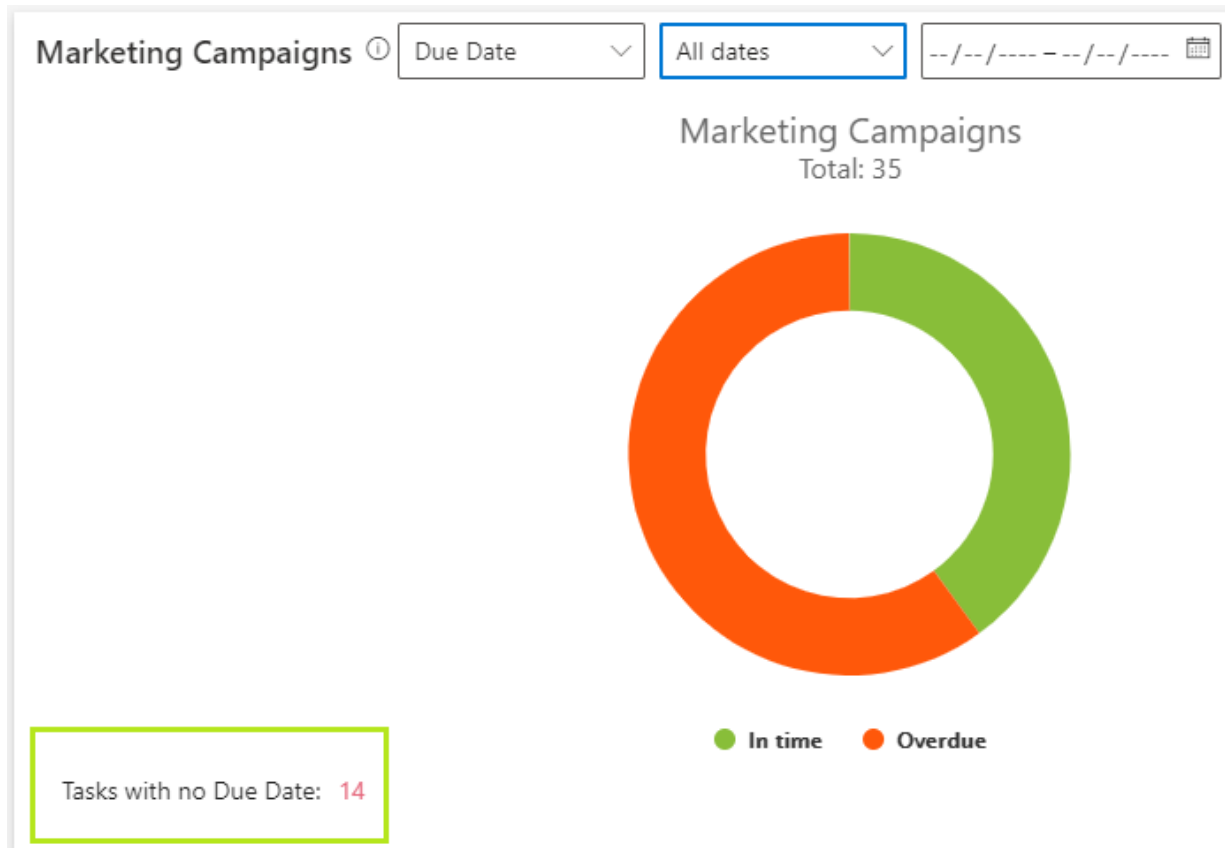 Marketing Campaigns Due Date All dates --/--/---- – --/--/----
Marketing Campaigns
Total: 35
In time Overdue
Tasks with no Due Date: 14